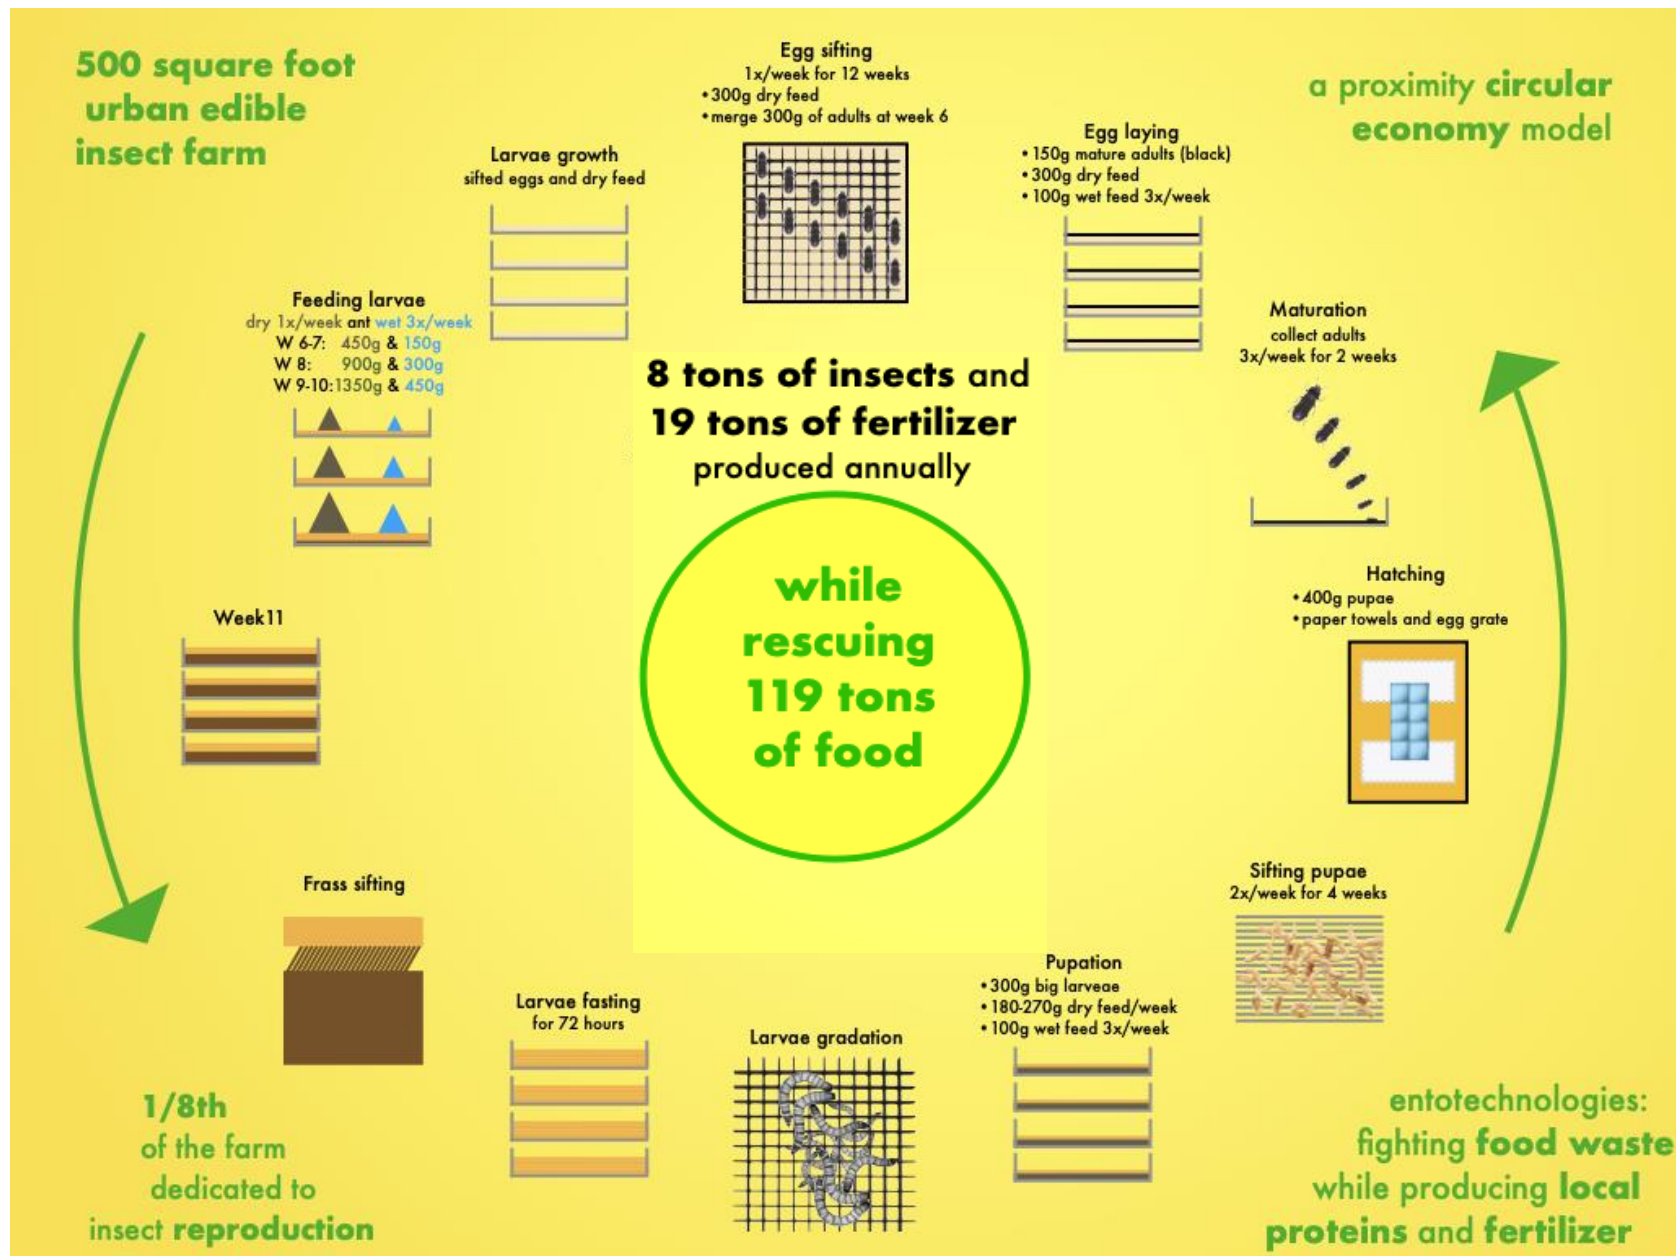 500 square foot
urban edible
insect farm
a proximity circular
economy model
Egg sifting
1x/week for 12 weeks
•300g dry feed
•merge 300g of adults at week 6
Egg laying
•150g mature adults (black)
•300g dry feed
•100g wet feed 3x/week
Larvae growth
sifted eggs and dry feed
Feeding larvae
dry 1x/week ant wet 3x/week
W 6-7: 450g & 150g
W 8: 900g & 300g
W 9-10:1350g & 450g
Maturation
collect adults
3x/week for 2 weeks
8 tons of insects and
19 tons of fertilizer
produced annually
while
rescuing
119 tons
of food
Hatching
•400g pupae
•paper towels and egg grate
Week11
Sifting pupae
2x/week for 4 weeks
Frass sifting
Pupation
•300g big larveae
•180-270g dry feed/week
•100g wet feed 3x/week
Larvae fasting
for 72 hours
Larvae gradation
1/8th
of the farm
dedicated to
insect reproduction
entotechnologies:
fighting food waste
while producing local
proteins and fertilizer